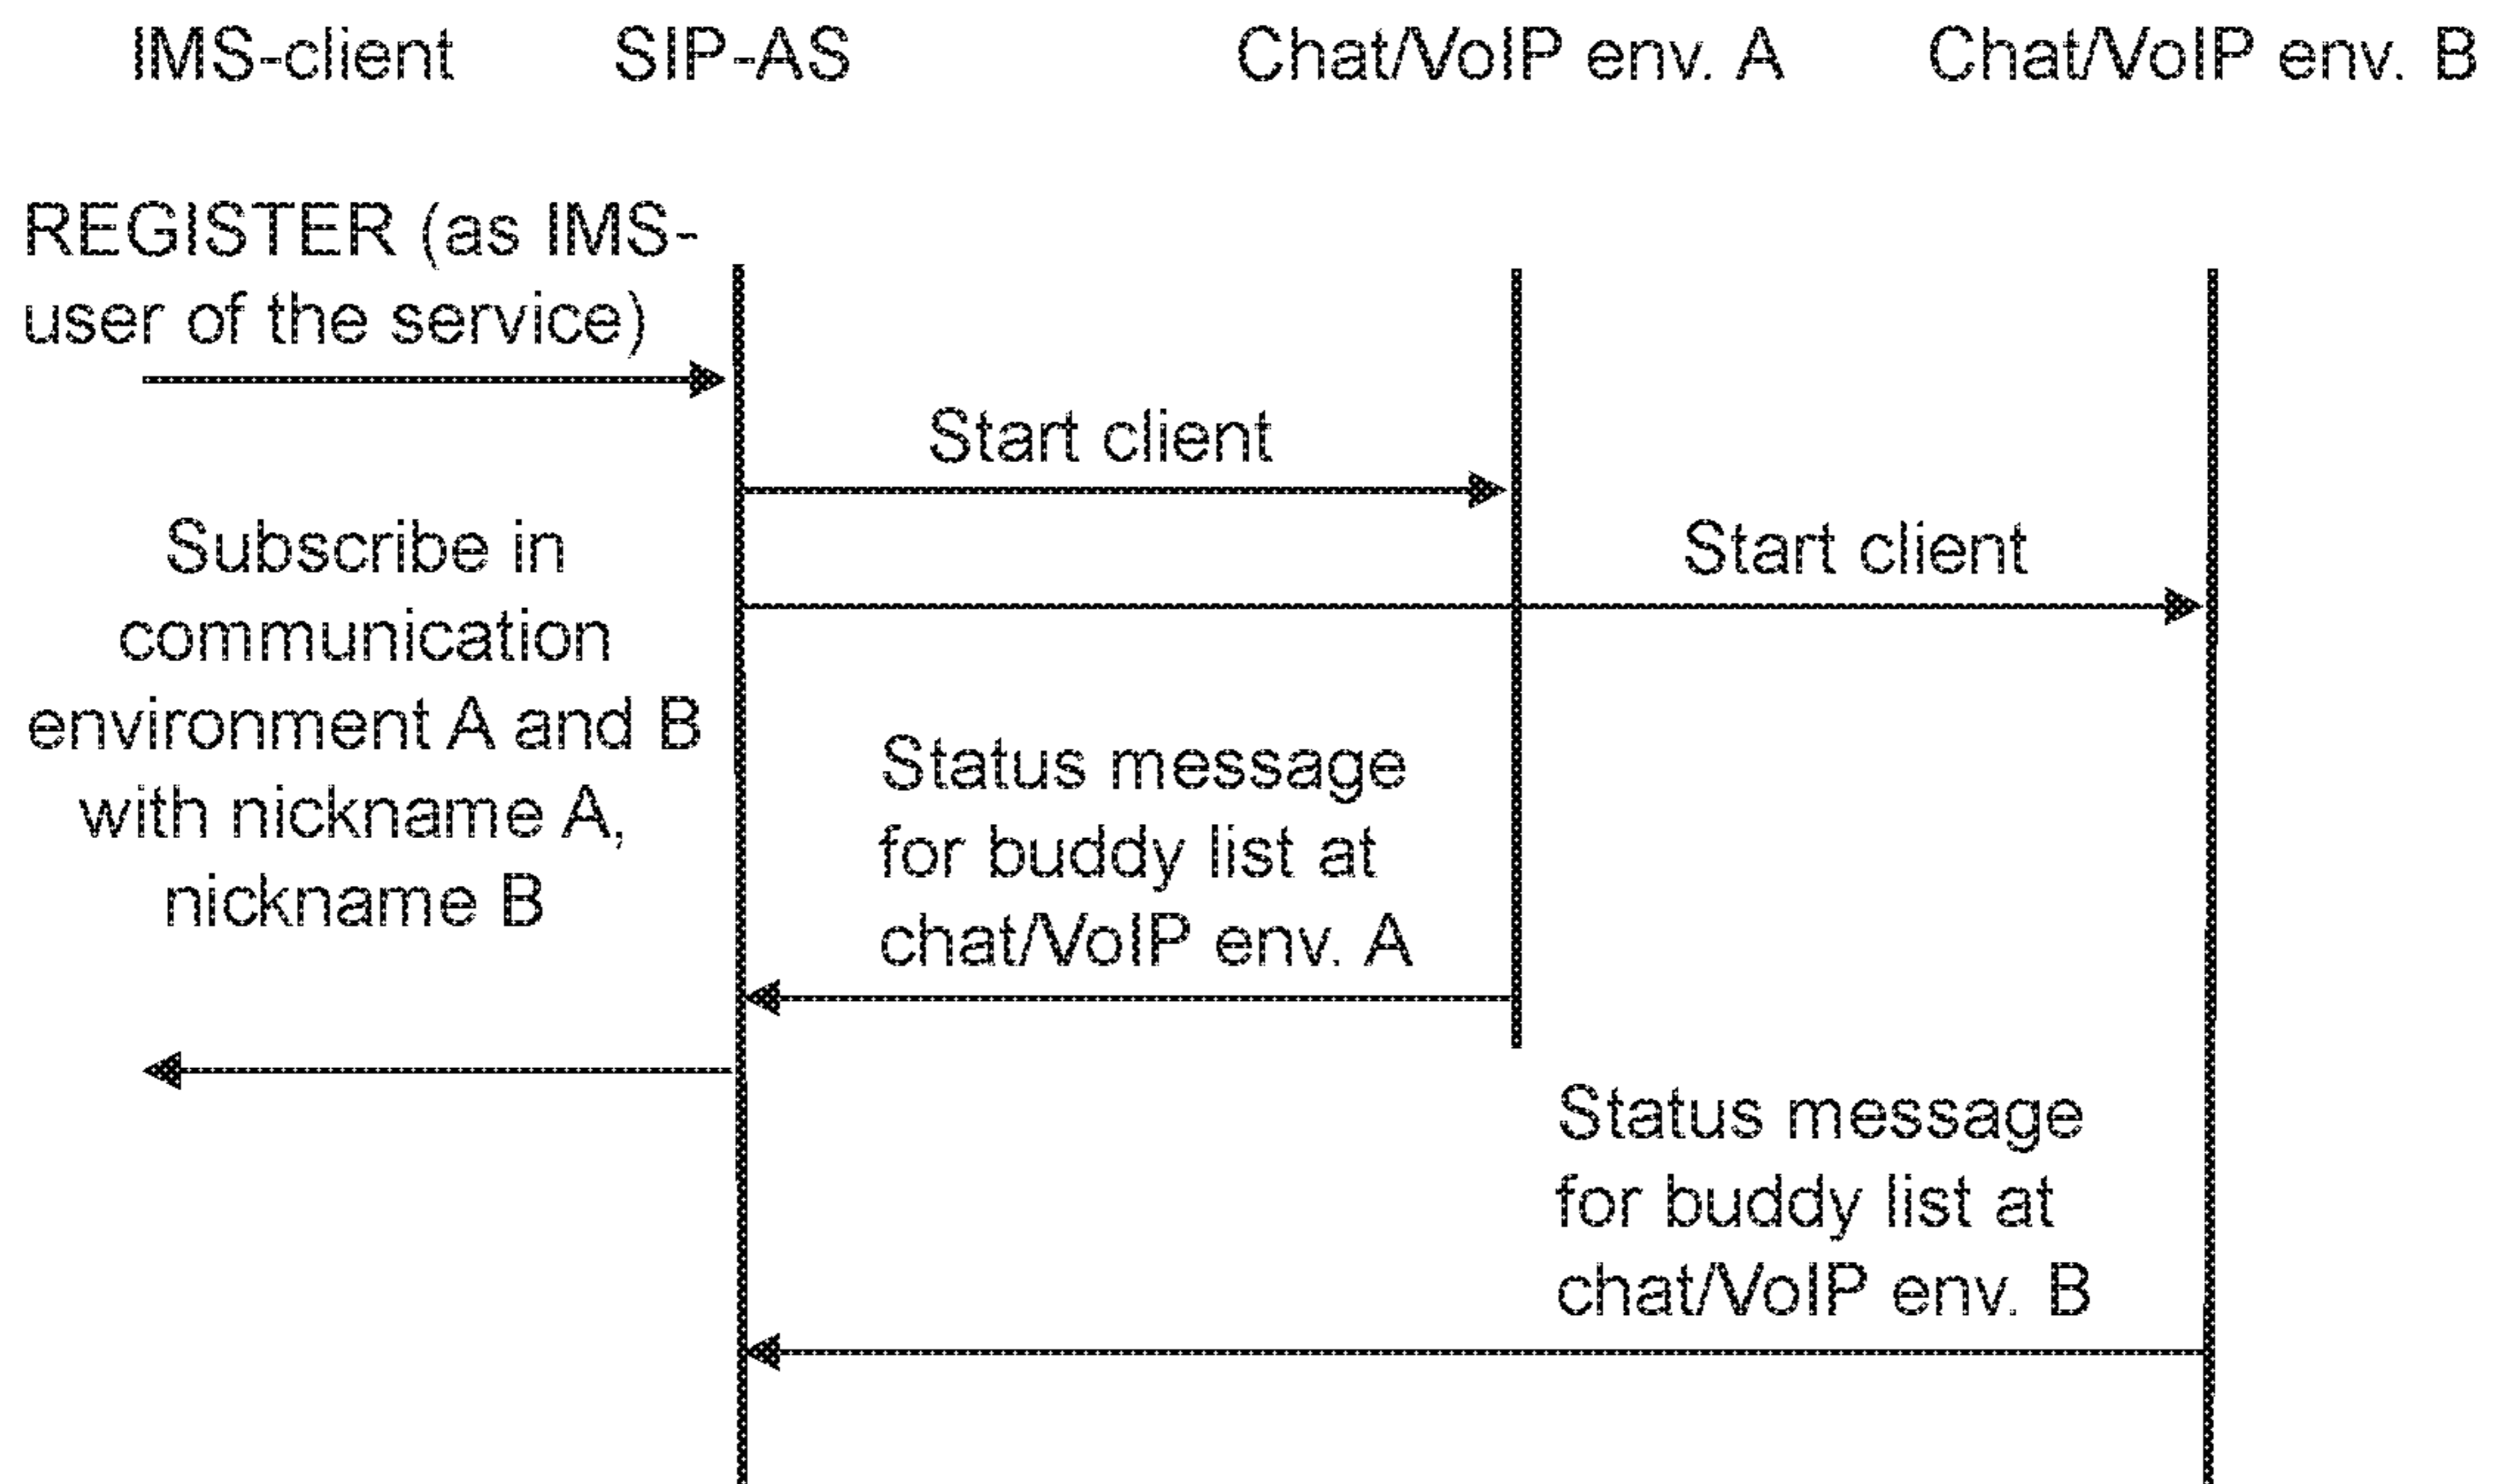 IMS-client SIP-AS Chat/VoIP env. A Chat/VoIP env. B
REGISTER (as IMS-
user of the service)
Start client
Start client
Subscribe in
communication
environment A and B
with nickname A,
nickname B
Status message
for buddy list at
chat/VoIP env. A
Status message
for buddy list at
chat/VoIP env. B